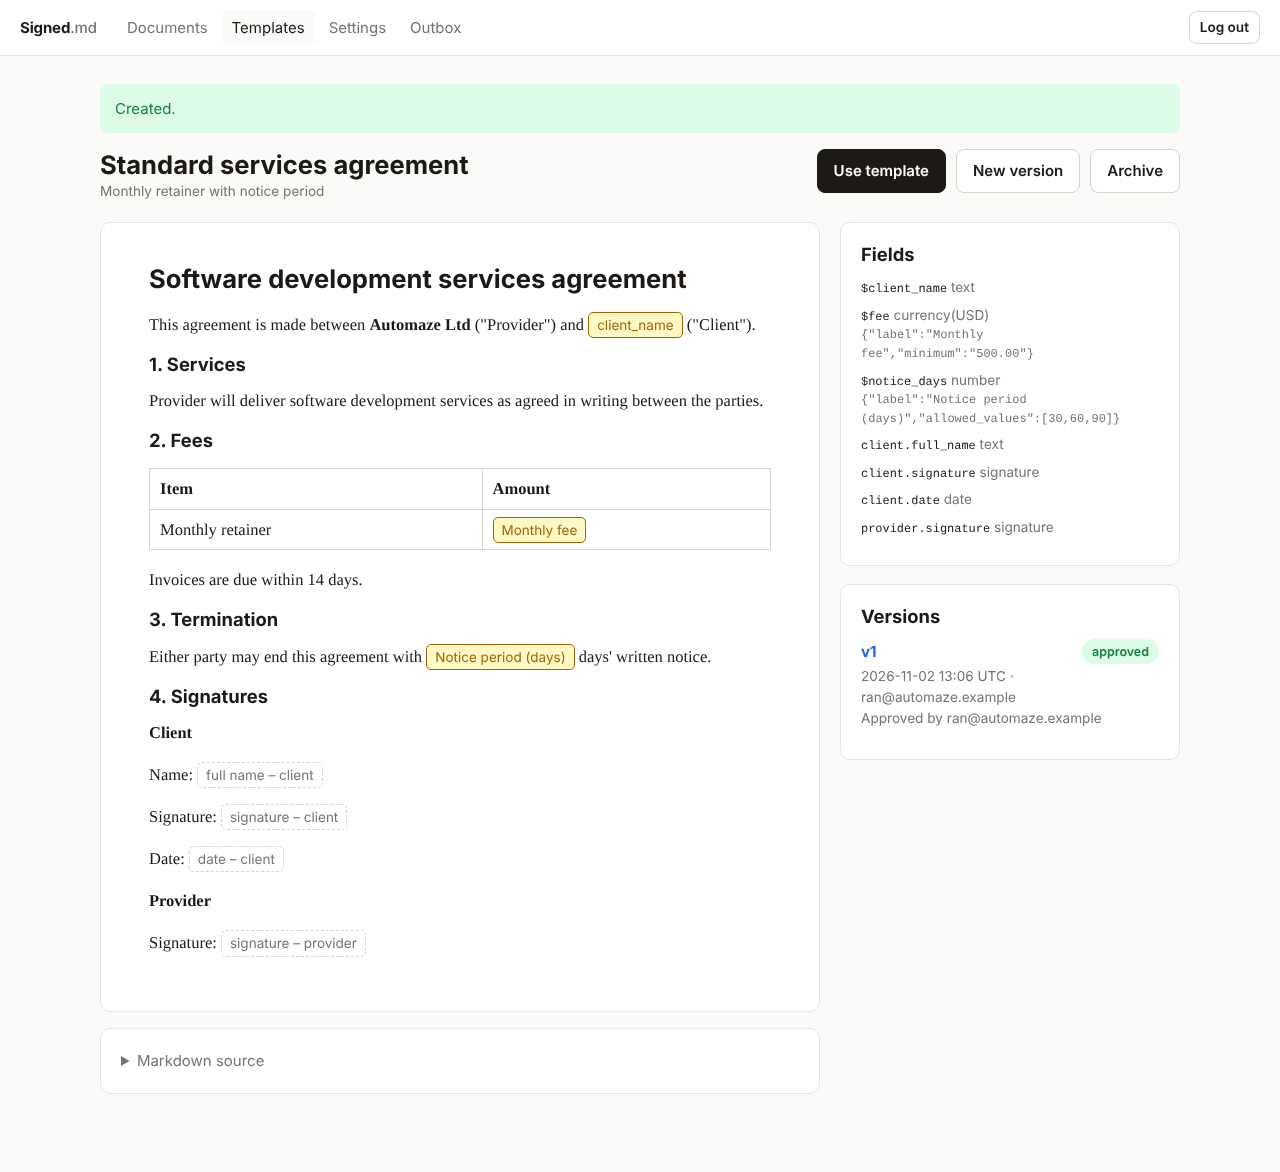 Signed.md Documents Templates Settings Outbox Log out
Created.
Standard services agreement
Monthly retainer with notice period
Use template New version Archive
Software development services agreement
This agreement is made between Automaze Ltd ("Provider") and client_name ("Client").
1. Services
Provider will deliver software development services as agreed in writing between the parties.
2. Fees
Item Amount
Monthly retainer Monthly fee
Invoices are due within 14 days.
3. Termination
Either party may end this agreement with Notice period (days) days' written notice.
4. Signatures
Client
Name: full name – client
Signature: signature – client
Date: date – client
Provider
Signature: signature – provider
Markdown source
Fields
$client_name text
$fee currency(USD)
{"label":"Monthly
fee","minimum":"500.00"}
$notice_days number
{"label":"Notice period
(days)","allowed_values":[30,60,90]}
client.full_name text
client.signature signature
client.date date
provider.signature signature
Versions
v1 approved
2026-11-02 13:06 UTC ·
ran@automaze.example
Approved by ran@automaze.example